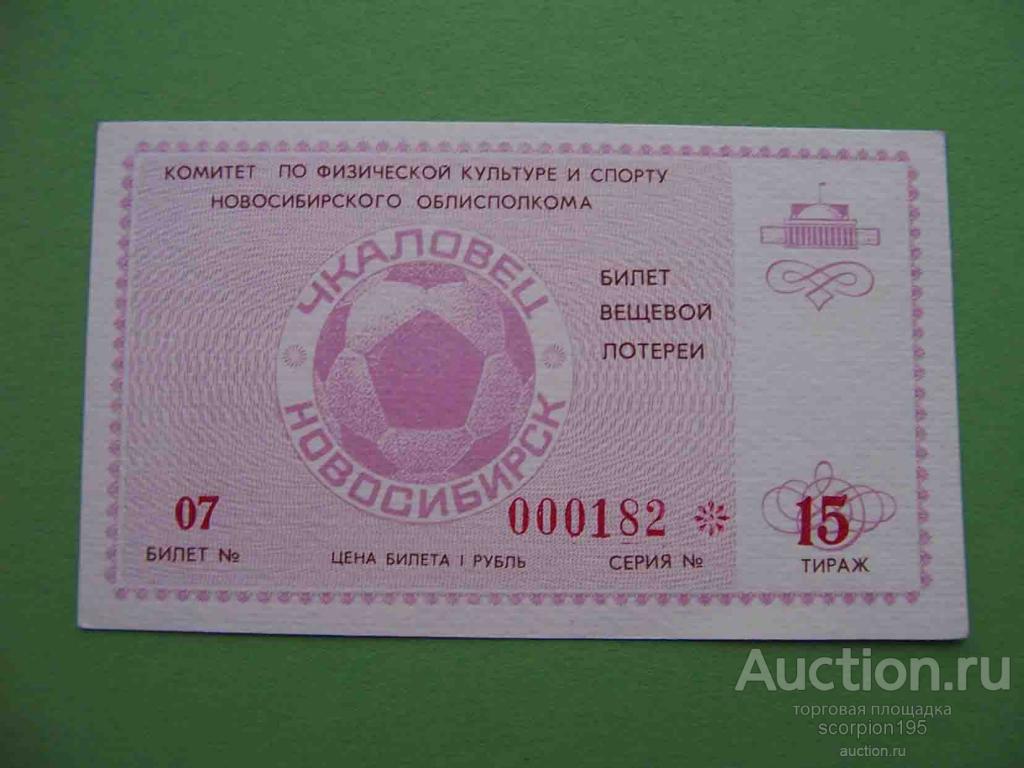 КОМИТЕТ ПО ФИЗИЧЕСКОЙ КУЛЬТУРЕ И СПОРТУ
НОВОСИБИРСКОГО ОБЛИСПОЛКОМА
ЧКАЛОВЕЦ
НОВОСИБИРСК
БИЛЕТ
ВЕЩЕВОЙ
ЛОТЕРЕИ
07
000182
15
БИЛЕТ №
ЦЕНА БИЛЕТА 1 РУБЛЬ
СЕРИЯ №
ТИРАЖ
Auction.ru
торговая площадка
scorpion195
auction.ru